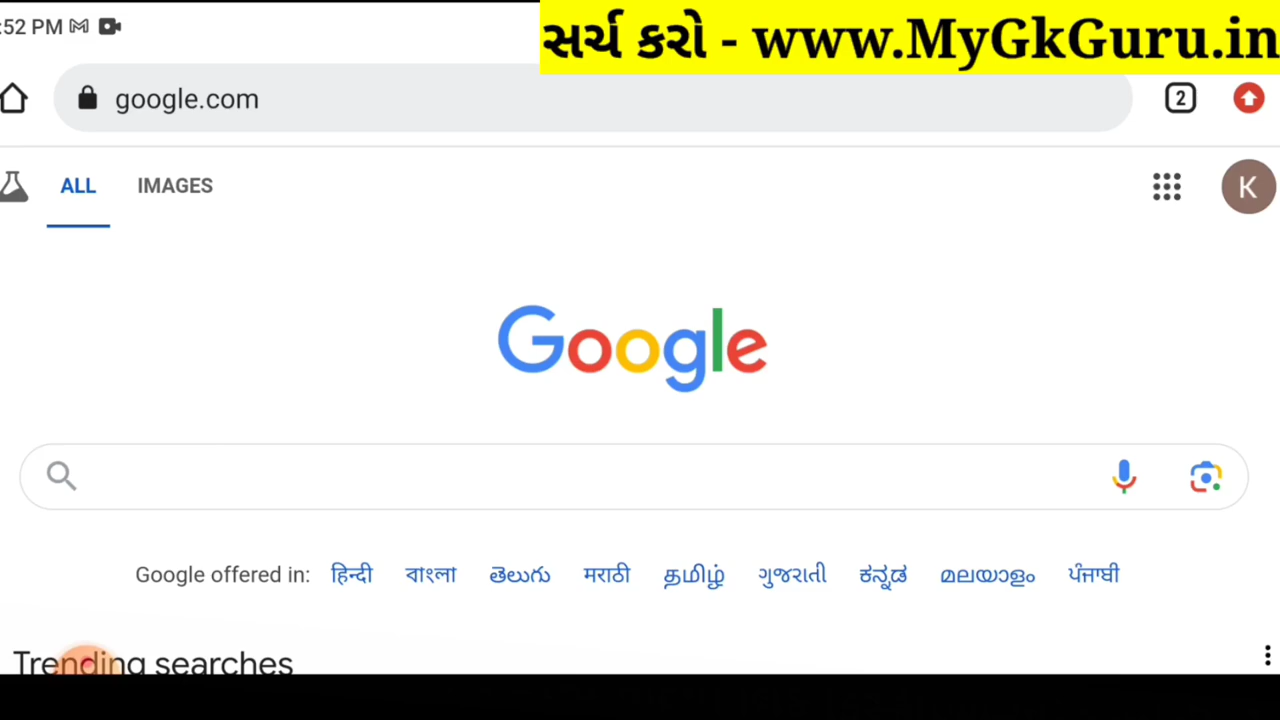 :52 PM
સર્ચ કરો - www.MyGkGuru.in
google.com
2
ALL IMAGES
K
Google
Google offered in: हिन्दी বাংলা తెలుగు मराठी தமிழ் ગુજરાતી ಕನ್ನಡ മലയാളം ਪੰਜਾਬੀ
Trending searches